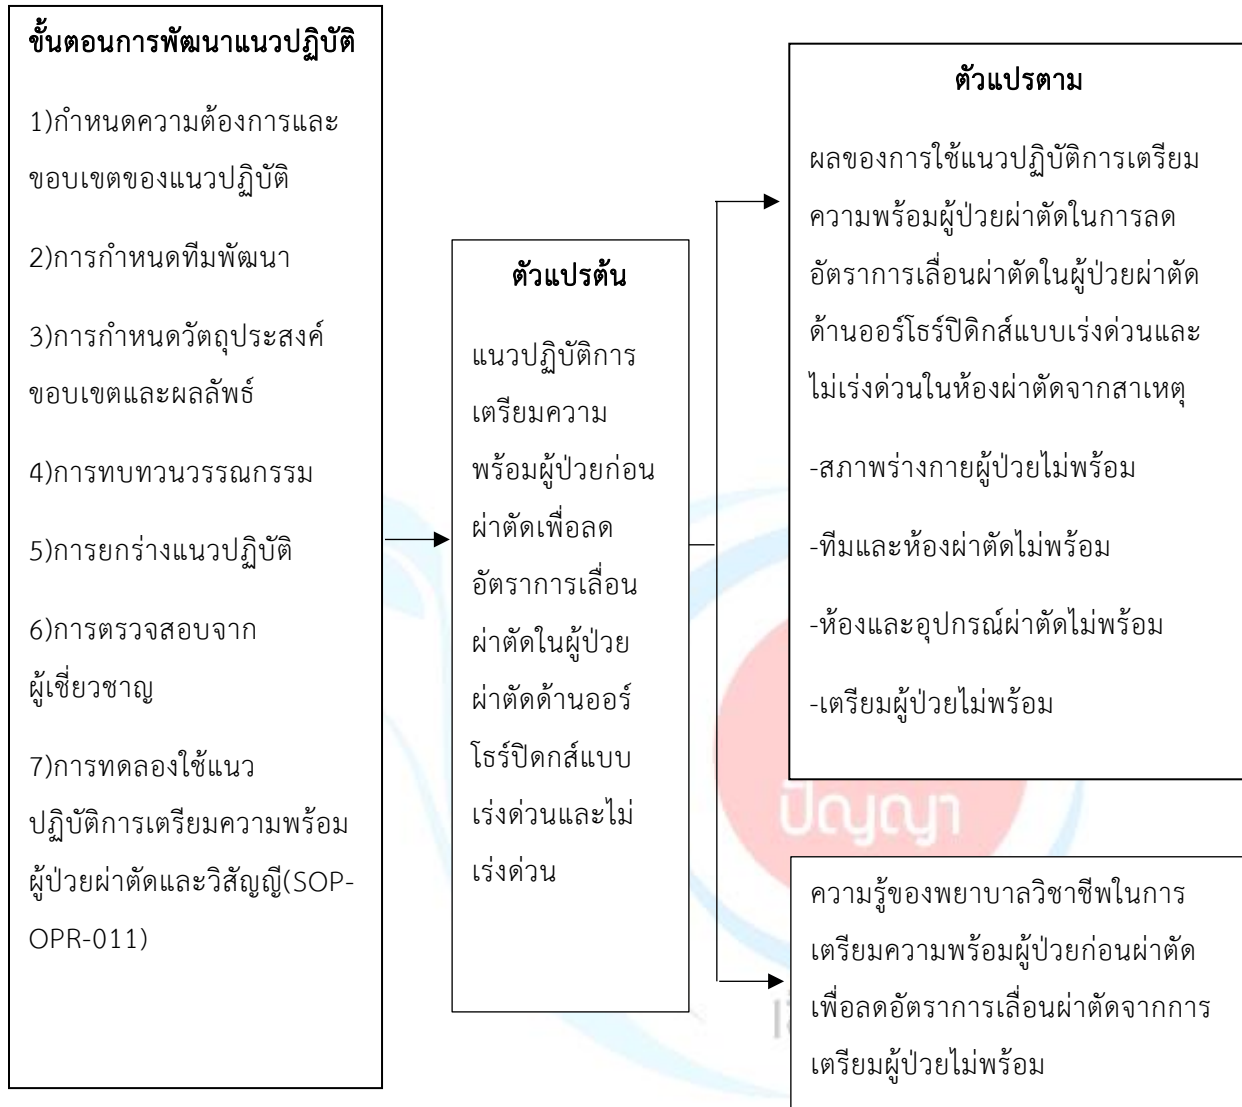 ขั้นตอนการพัฒนาแนวปฏิบัติ
1)กำหนดความต้องการและ
ขอบเขตของแนวปฏิบัติ
2)การกำหนดทีมพัฒนา
3)การกำหนดวัตถุประสงค์
ขอบเขตและผลลัพธ์
4)การทบทวนวรรณกรรม
5)การยกร่างแนวปฏิบัติ
6)การตรวจสอบจาก
ผู้เชี่ยวชาญ
7)การทดลองใช้แนว
ปฏิบัติการเตรียมความพร้อม
ผู้ป่วยผ่าตัดและวิสัญญี(SOP-
OPR-011)
ตัวแปรต้น
แนวปฏิบัติการ
เตรียมความ
พร้อมผู้ป่วยก่อน
ผ่าตัดเพื่อลด
อัตราการเลื่อน
ผ่าตัดในผู้ป่วย
ผ่าตัดด้านออร์
โธร์ปิดกส์แบบ
เร่งด่วนและไม่
เร่งด่วน
ตัวแปรตาม
ผลของการใช้แนวปฏิบัติการเตรียม
ความพร้อมผู้ป่วยผ่าตัดในการลด
อัตราการเลื่อนผ่าตัดในผู้ป่วยผ่าตัด
ด้านออร์โธร์ปิดิกส์แบบเร่งด่วนและ
ไม่เร่งด่วนในห้องผ่าตัดจากสาเหตุ
-สภาพร่างกายผู้ป่วยไม่พร้อม
-ทีมและห้องผ่าตัดไม่พร้อม
-ห้องและอุปกรณ์ผ่าตัดไม่พร้อม
-เตรียมผู้ป่วยไม่พร้อม
ปัญญา
ความรู้ของพยาบาลวิชาชีพในการ
เตรียมความพร้อมผู้ป่วยก่อนผ่าตัด
เพื่อลดอัตราการเลื่อนผ่าตัดจากการ
เตรียมผู้ป่วยไม่พร้อม